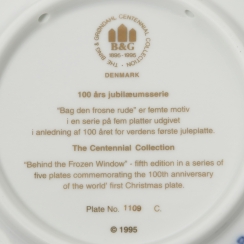 THE BING & GRØNDAHL CENTENNIAL COLLECTION
B&G
1895-1995
DENMARK
100 års jubilæumsserie
"Bag den frosne rude" er femte motiv
i en serie på fem platter udgivet
i anledning af 100 året for verdens første juleplatte.
The Centennial Collection
"Behind the Frozen Window" - fifth edition in a series of
five plates commemorating the 100th anniversary
of the world' first Christmas plate.
Plate No. 1109 C.
© 1995